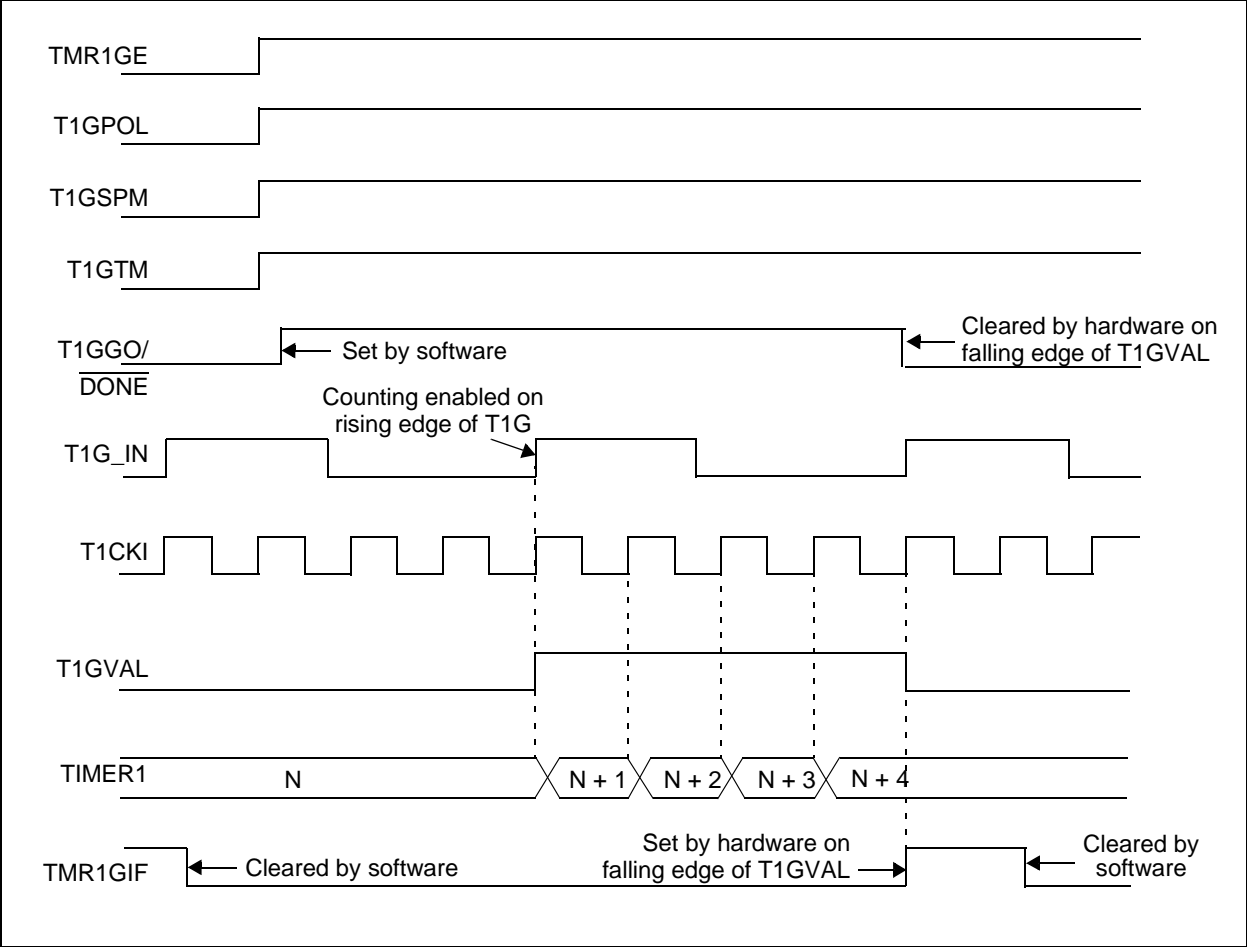 TMR1GE
T1GPOL
T1GSPM
T1GTM
T1GGO/
DONE
Set by software
Cleared by hardware on
falling edge of T1GVAL
Counting enabled on
rising edge of T1G
T1G_IN
T1CKI
T1GVAL
TIMER1
N
N + 1
N + 2
N + 3
N + 4
TMR1GIF
Cleared by software
Set by hardware on
falling edge of T1GVAL
Cleared by
software